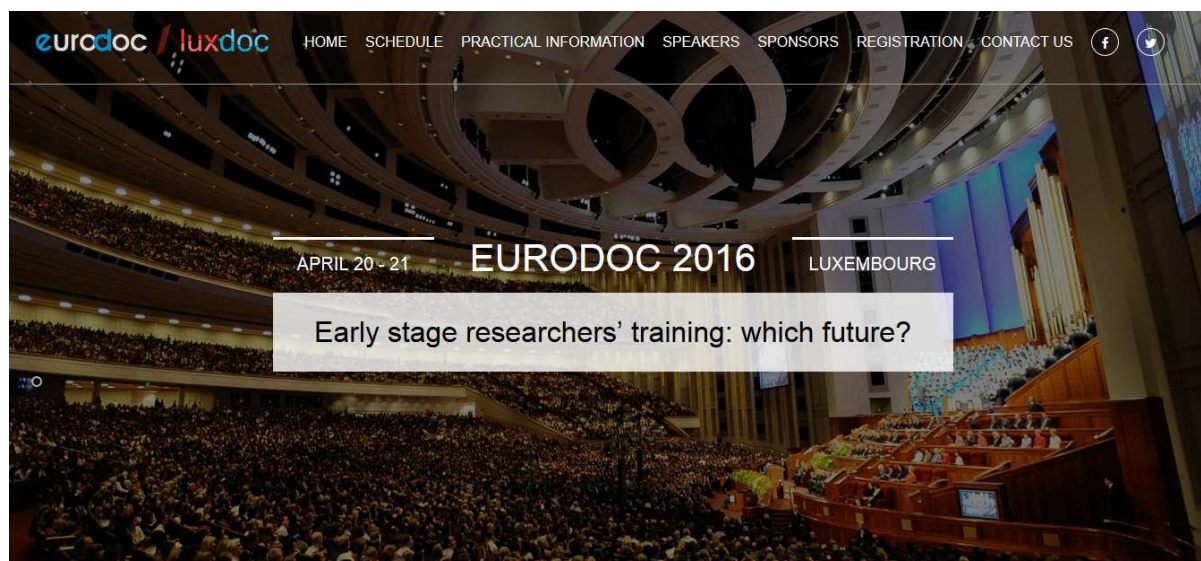 eurodoc / luxdoc HOME SCHEDULE PRACTICAL INFORMATION SPEAKERS SPONSORS REGISTRATION CONTACT US
APRIL 20 - 21 EURODOC 2016 LUXEMBOURG
Early stage researchers’ training: which future?